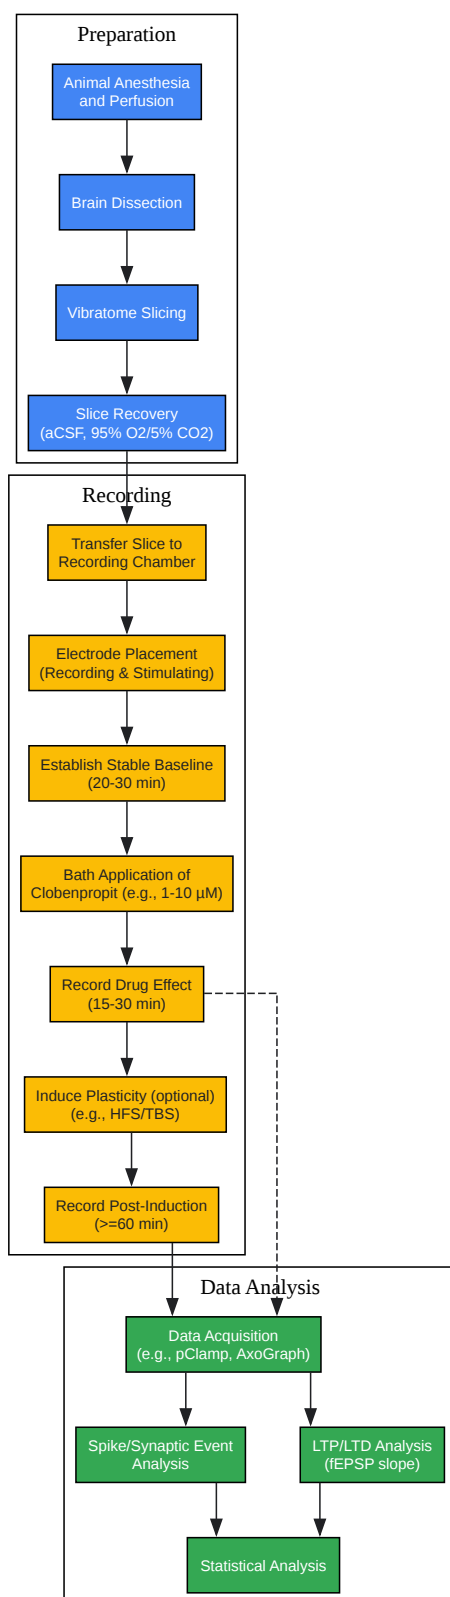 Preparation
Animal Anesthesia
and Perfusion
Brain Dissection
Vibratome Slicing
Slice Recovery
(aCSF, 95% O2/5% CO2)
Recording
Transfer Slice to
Recording Chamber
Electrode Placement
(Recording & Stimulating)
Establish Stable Baseline
(20-30 min)
Bath Application of
Clobenpropit (e.g., 1-10 µM)
Record Drug Effect
(15-30 min)
Induce Plasticity (optional)
(e.g., HFS/TBS)
Record Post-Induction
(>=60 min)
Data Analysis
Data Acquisition
(e.g., pClamp, AxoGraph)
Spike/Synaptic Event
Analysis
LTP/LTD Analysis
(fEPSP slope)
Statistical Analysis